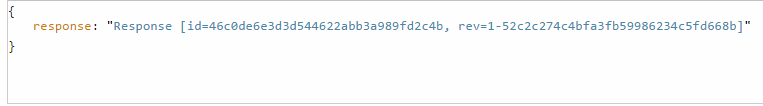 {
response: "Response [id=46c0de6e3d3d544622abb3a989fd2c4b, rev=1-52c2c274c4bfa3fb59986234c5fd668b]"
}